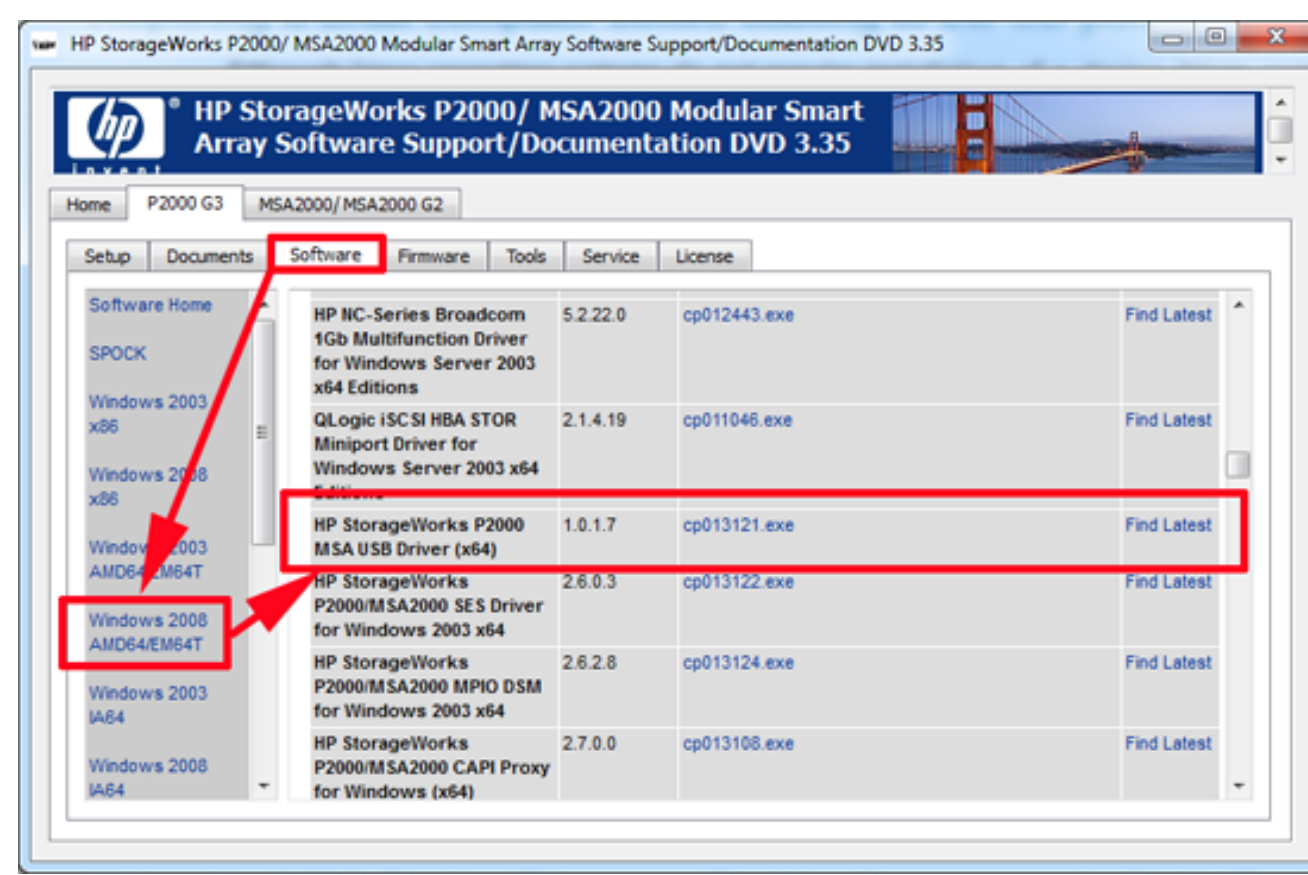 HP StorageWorks P2000/ MSA2000 Modular Smart Array Software Support/Documentation DVD 3.35
hp
invent
HP StorageWorks P2000/ MSA2000 Modular Smart
Array Software Support/Documentation DVD 3.35
Home P2000 G3 MSA2000/MSA2000 G2
Setup Documents Software Firmware Tools Service License
Software Home
SPOCK
Windows 2003
x86
Windows 2008
x86
Windows 2003
AMD64/EM64T
Windows 2008
AMD64/EM64T
Windows 2003
IA64
Windows 2008
IA64
HP NC-Series Broadcom 5.2.22.0 cp012443.exe Find Latest
1Gb Multifunction Driver
for Windows Server 2003
x64 Editions
QLogic iSCSI HBA STOR 2.1.4.19 cp011046.exe Find Latest
Miniport Driver for
Windows Server 2003 x64
Editions
HP StorageWorks P2000 1.0.1.7 cp013121.exe Find Latest
MSA USB Driver (x64)
HP StorageWorks 2.6.0.3 cp013122.exe Find Latest
P2000/MSA2000 SES Driver
for Windows 2003 x64
HP StorageWorks 2.6.2.8 cp013124.exe Find Latest
P2000/MSA2000 MPIO DSM
for Windows 2003 x64
HP StorageWorks 2.7.0.0 cp013108.exe Find Latest
P2000/MSA2000 CAPI Proxy
for Windows (x64)